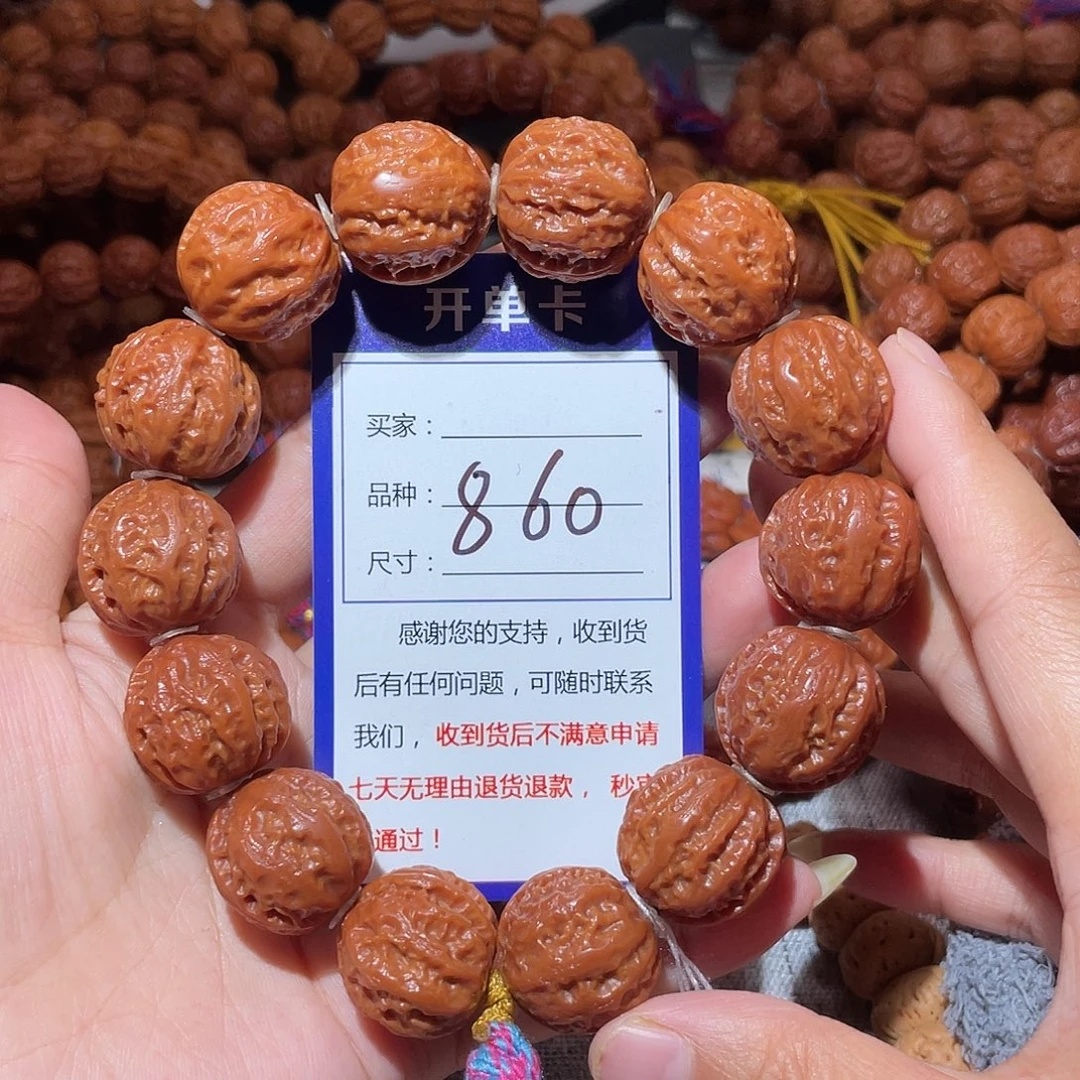 开单卡
买家：
品种：860
尺寸：
感谢您的支持，收到货
后有任何问题，可随时联系
我们，收到货后不满意申请
七天无理由退货退款，秒
通过！